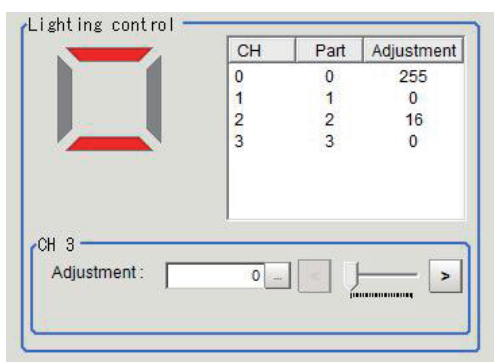 Lighting control
CH Part Adjustment
0 0 255
1 1 0
2 2 16
3 3 0
CH 3
Adjustment : 0 ... < >